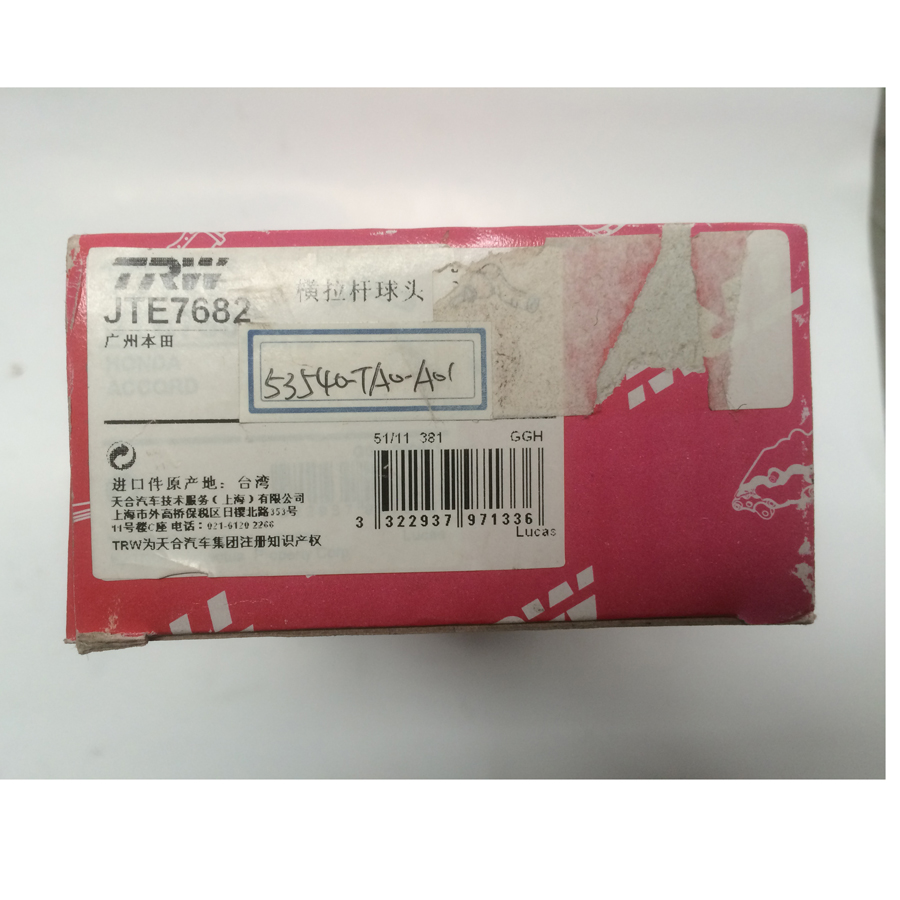 TRW
横拉杆球头
JTE7682
广州本田
HONDA
ACCORD
53540-TA0-A01
51/11 381 GGH
进口件原产地：台湾
天合汽车技术服务（上海）有限公司
上海市外高桥保税区日樱北路353号
11号楼C座 电话：021-6120 2266
TRW为天合汽车集团注册知识产权
3 322937 971336
Lucas
TRW